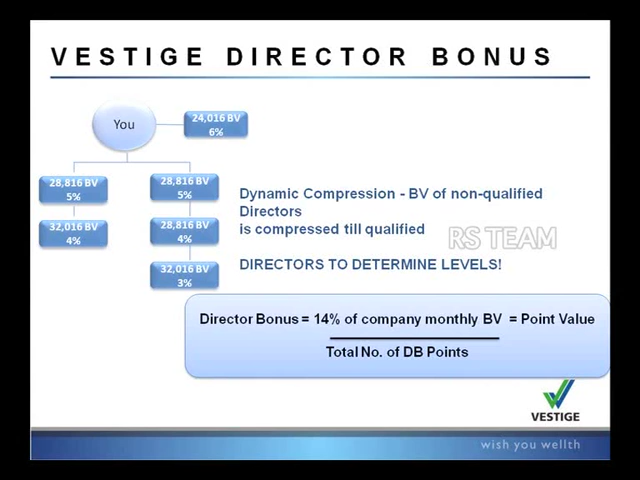 VESTIGE DIRECTOR BONUS
You
24,016 BV
6%
28,816 BV
5%
28,816 BV
5%
32,016 BV
4%
28,816 BV
4%
32,016 BV
3%
Dynamic Compression - BV of non-qualified
Directors
is compressed till qualified
RS TEAM
DIRECTORS TO DETERMINE LEVELS!
Director Bonus = 14% of company monthly BV = Point Value
Total No. of DB Points
VESTIGE
wish you wellth